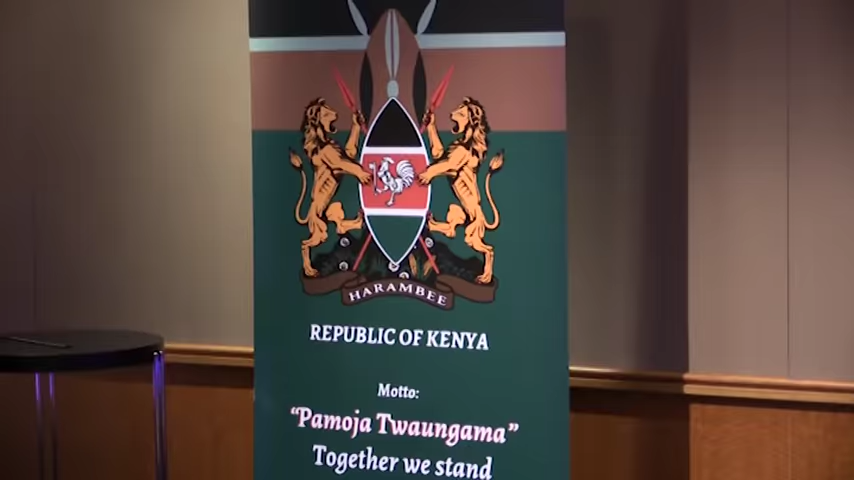 HARAMBEE
REPUBLIC OF KENYA
Motto:
“Pamoja Twaungama”
Together we stand